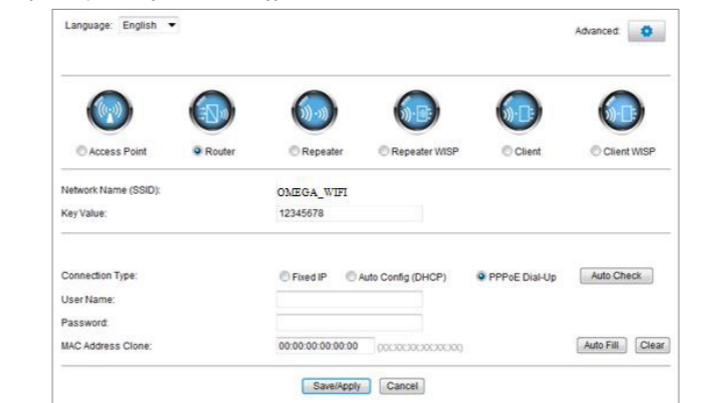 Language: English
Advanced:
Access Point Router Repeater Repeater WISP Client Client WISP
Network Name (SSID): OMEGA_WIFI
Key Value: 12345678
Connection Type: Fixed IP Auto Config (DHCP) PPPoE Dial-Up Auto Check
User Name:
Password:
MAC Address Clone: 00:00:00:00:00:00 (XX:XX:XX:XX:XX:XX) Auto Fill Clear
Save/Apply Cancel